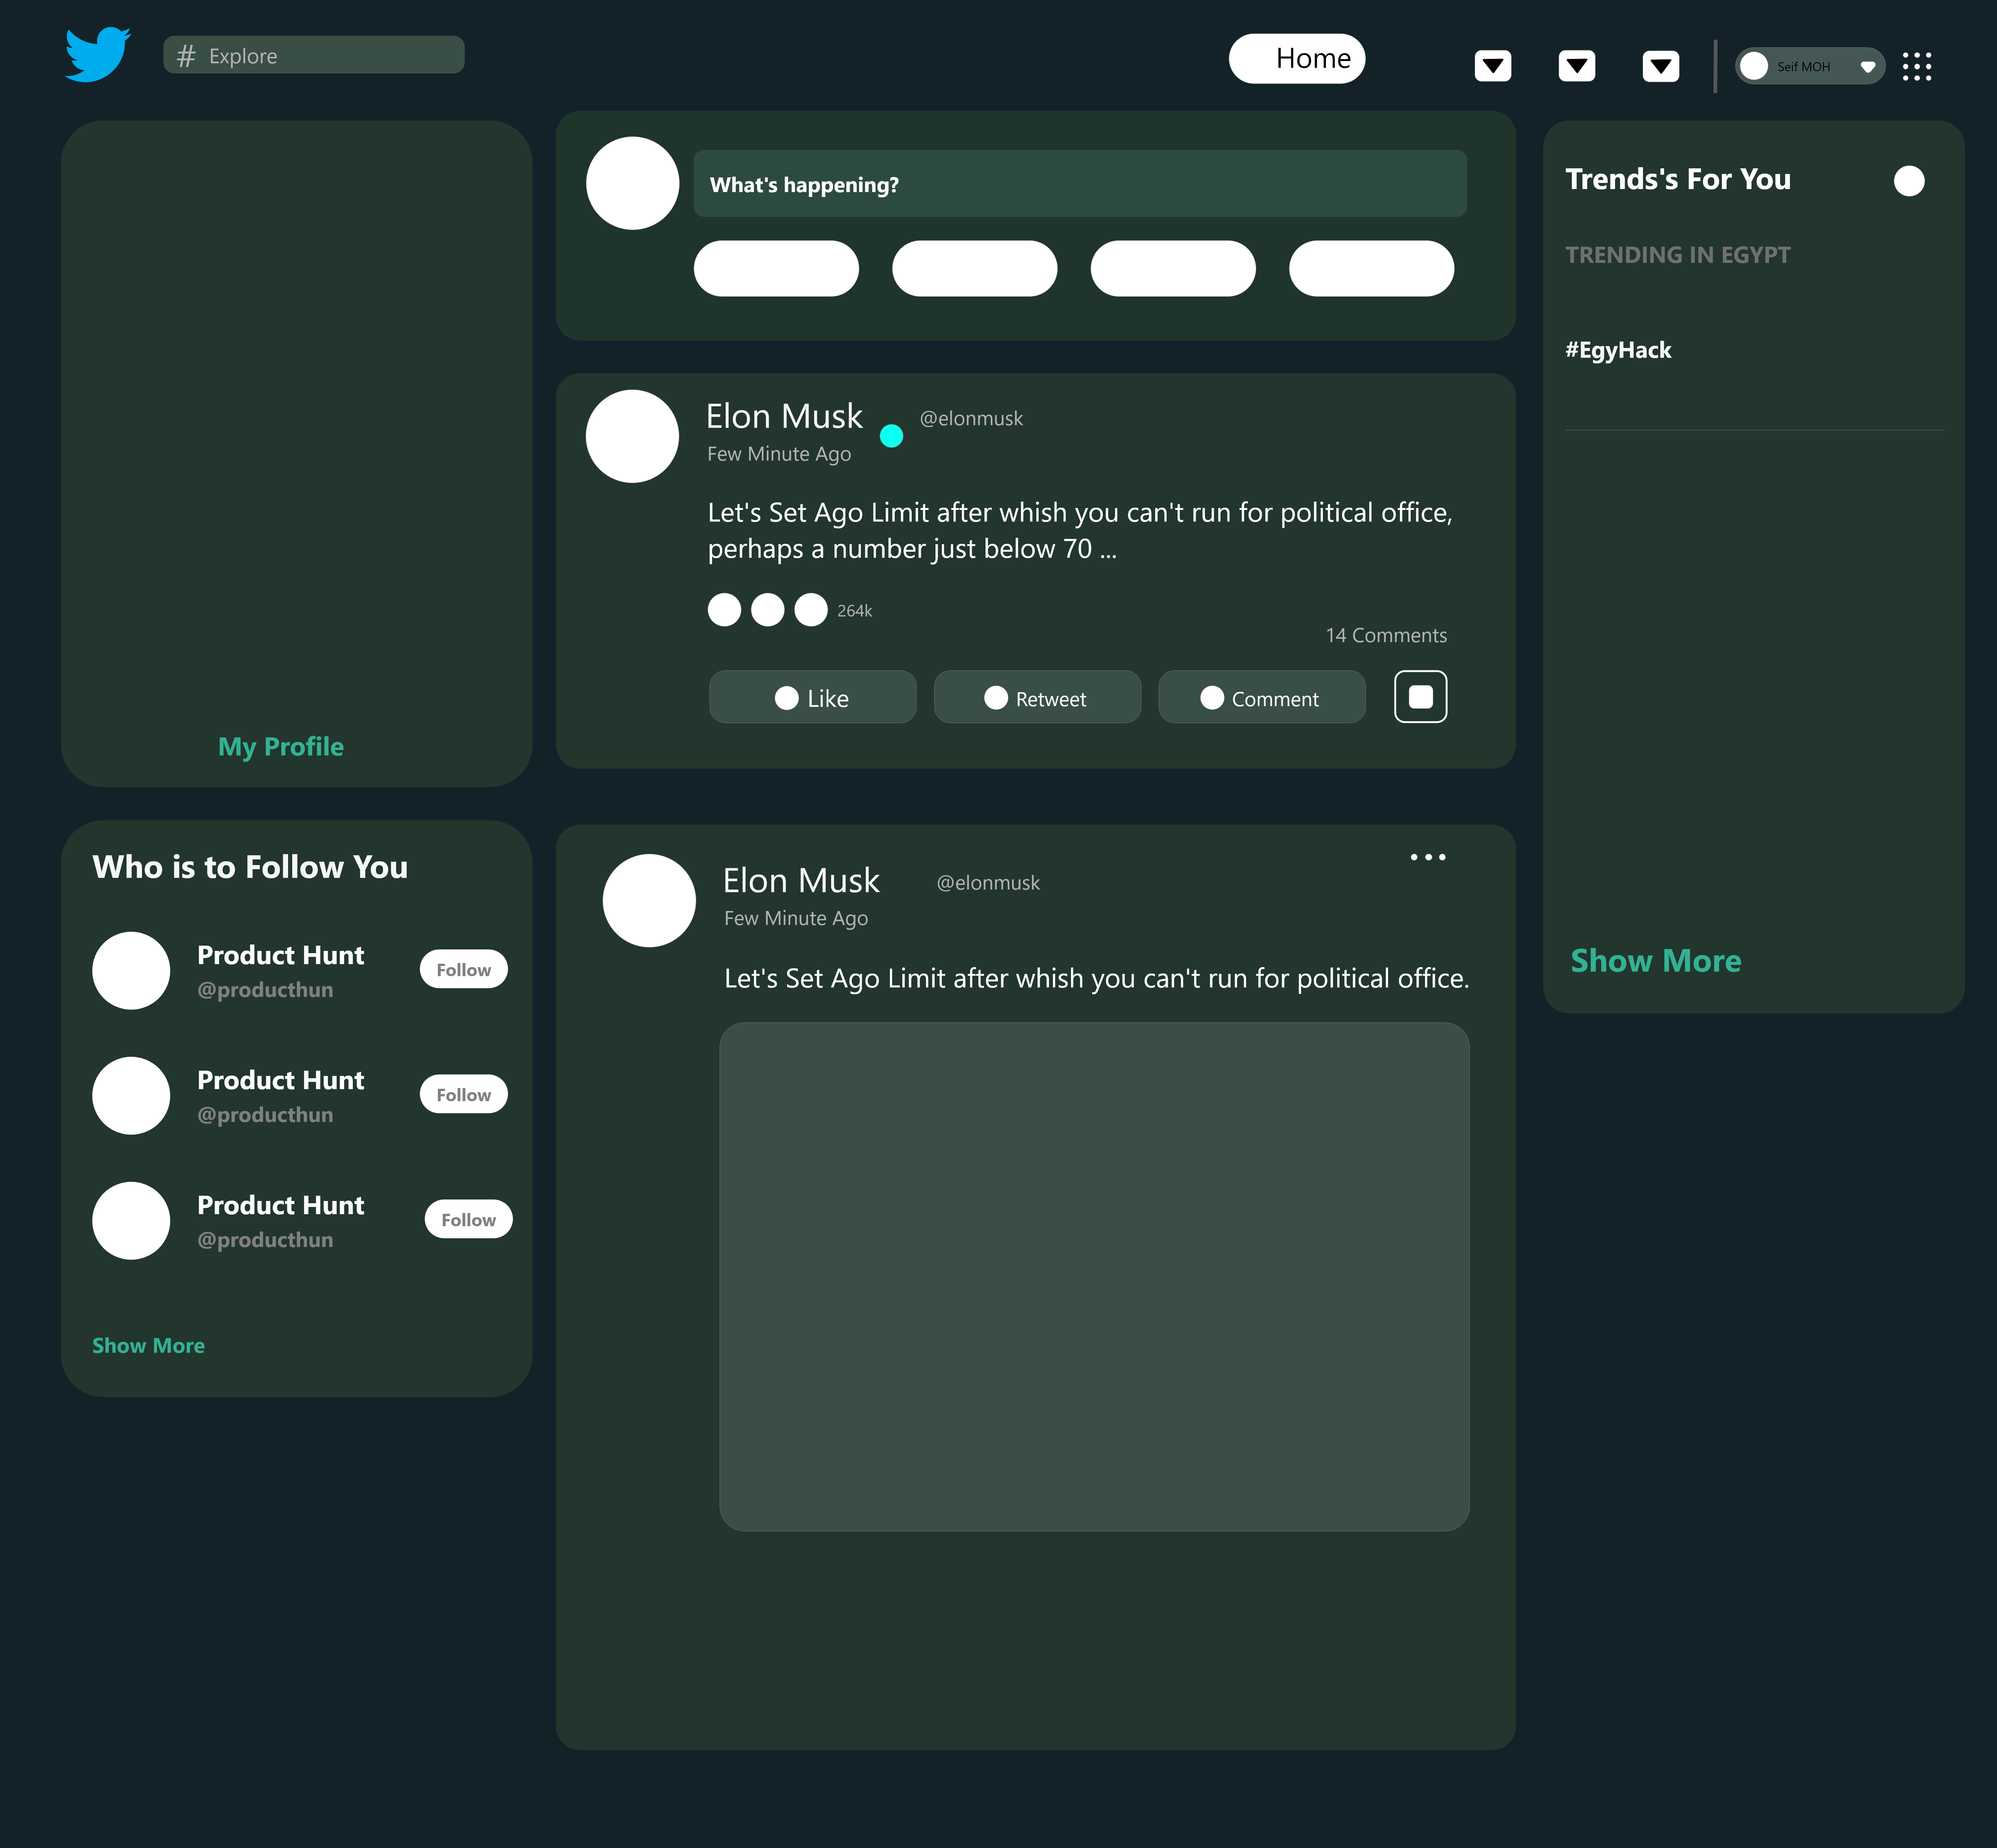 # Explore
Home
Seif MOH
What's happening?
Elon Musk @elonmusk
Few Minute Ago
Let's Set Ago Limit after whish you can't run for political office,
perhaps a number just below 70 ...
264k
14 Comments
Like Retweet Comment
My Profile
Who is to Follow You
Product Hunt
@producthun
Follow
Product Hunt
@producthun
Follow
Product Hunt
@producthun
Follow
Show More
Elon Musk @elonmusk
Few Minute Ago
Let's Set Ago Limit after whish you can't run for political office.
Trends's For You
TRENDING IN EGYPT
#EgyHack
Show More